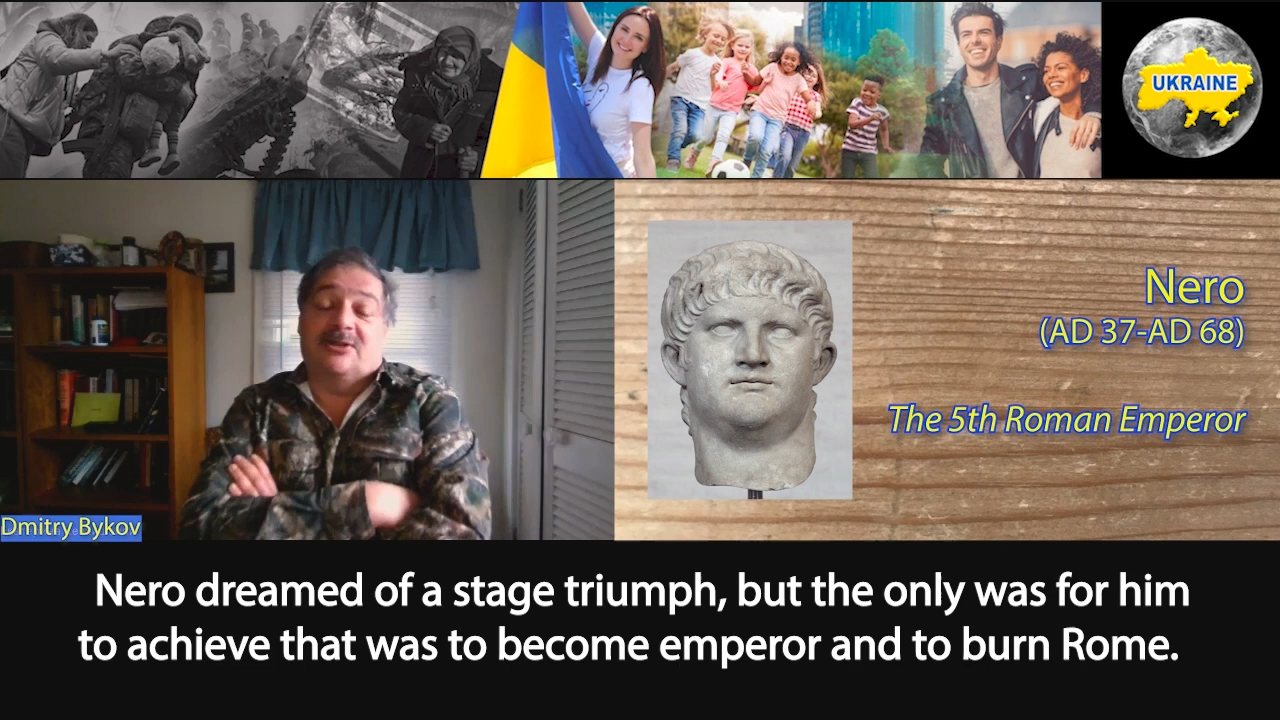 UKRAINE
Nero
(AD 37-AD 68)
The 5th Roman Emperor
Dmitry Bykov
Nero dreamed of a stage triumph, but the only was for him
to achieve that was to become emperor and to burn Rome.